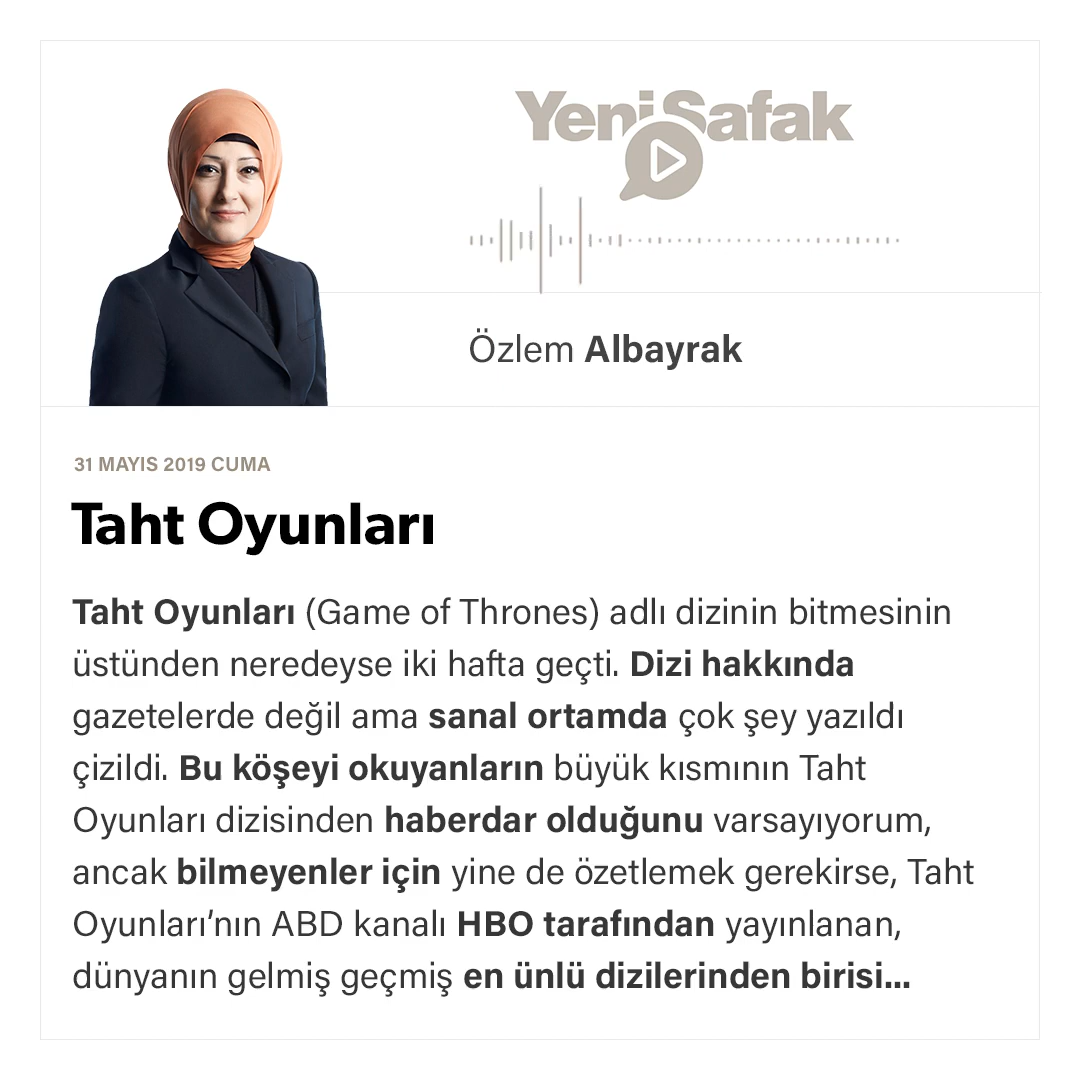 Yeni Şafak
Özlem Albayrak
31 MAYIS 2019 CUMA
Taht Oyunları
Taht Oyunları (Game of Thrones) adlı dizinin bitmesinin
üstünden neredeyse iki hafta geçti. Dizi hakkında
gazetelerde değil ama sanal ortamda çok şey yazıldı
çizildi. Bu köşeyi okuyanların büyük kısmının Taht
Oyunları dizisinden haberdar olduğunu varsayıyorum,
ancak bilmeyenler için yine de özetlemek gerekirse, Taht
Oyunları’nın ABD kanalı HBO tarafından yayınlanan,
dünyanın gelmiş geçmiş en ünlü dizilerinden birisi...